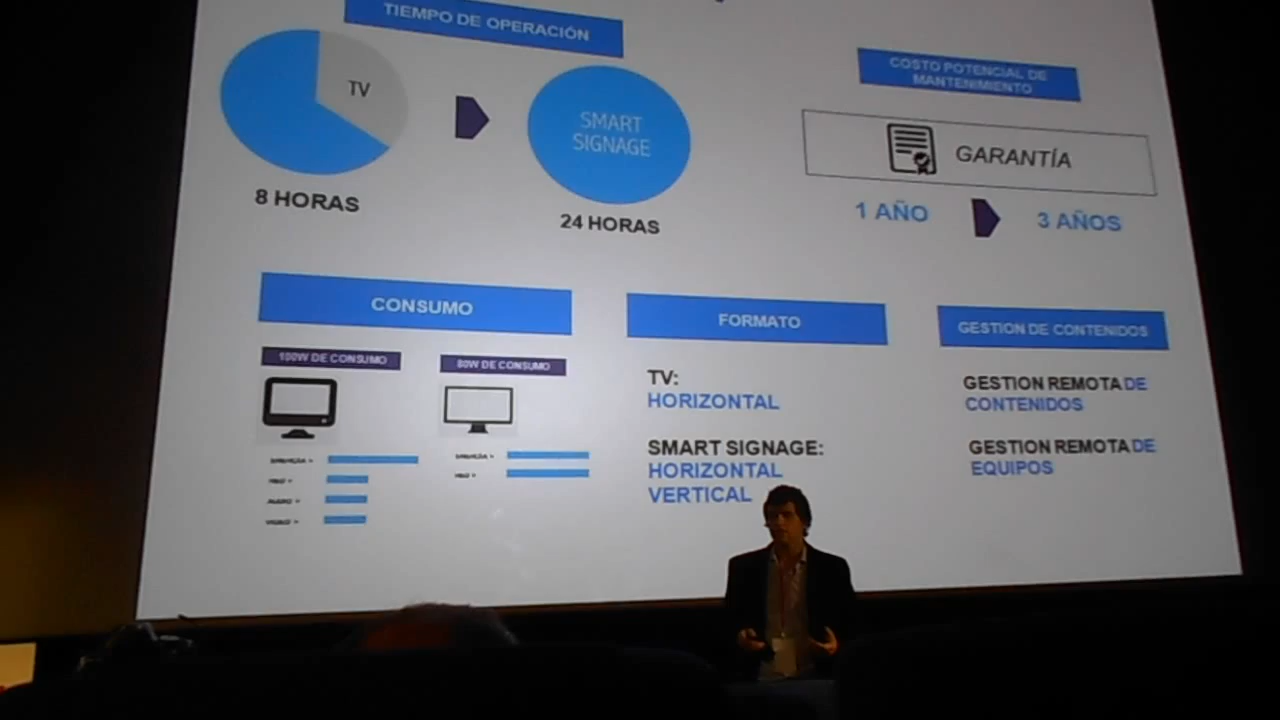 TIEMPO DE OPERACIÓN
TV
SMART
SIGNAGE
8 HORAS
24 HORAS
COSTO POTENCIAL DE
MANTENIMIENTO
GARANTÍA
1 AÑO
3 AÑOS
CONSUMO
100W DE CONSUMO
80W DE CONSUMO
FORMATO
TV:
HORIZONTAL
SMART SIGNAGE:
HORIZONTAL
VERTICAL
GESTION DE CONTENIDOS
GESTION REMOTA DE
CONTENIDOS
GESTION REMOTA DE
EQUIPOS